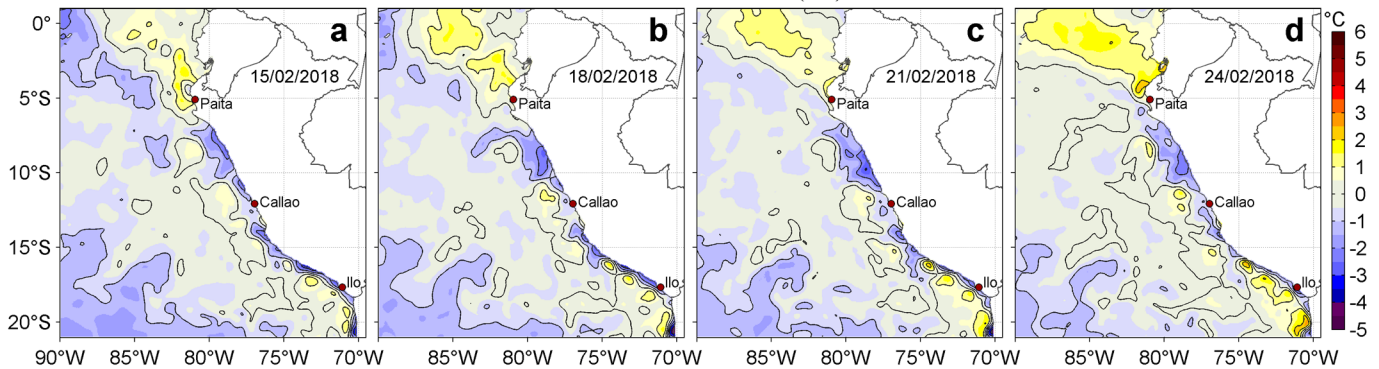 a
b
c
d
°C
15/02/2018
18/02/2018
21/02/2018
24/02/2018
0°
5°S
10°S
15°S
20°S
Paita
Callao
Ilo
Paita
Callao
Ilo
Paita
Callao
Ilo
Paita
Callao
Ilo
90°W 85°W 80°W 75°W 70°W
85°W 80°W 75°W 70°W
85°W 80°W 75°W 70°W
85°W 80°W 75°W 70°W
6
5
4
3
2
1
0
-1
-2
-3
-4
-5